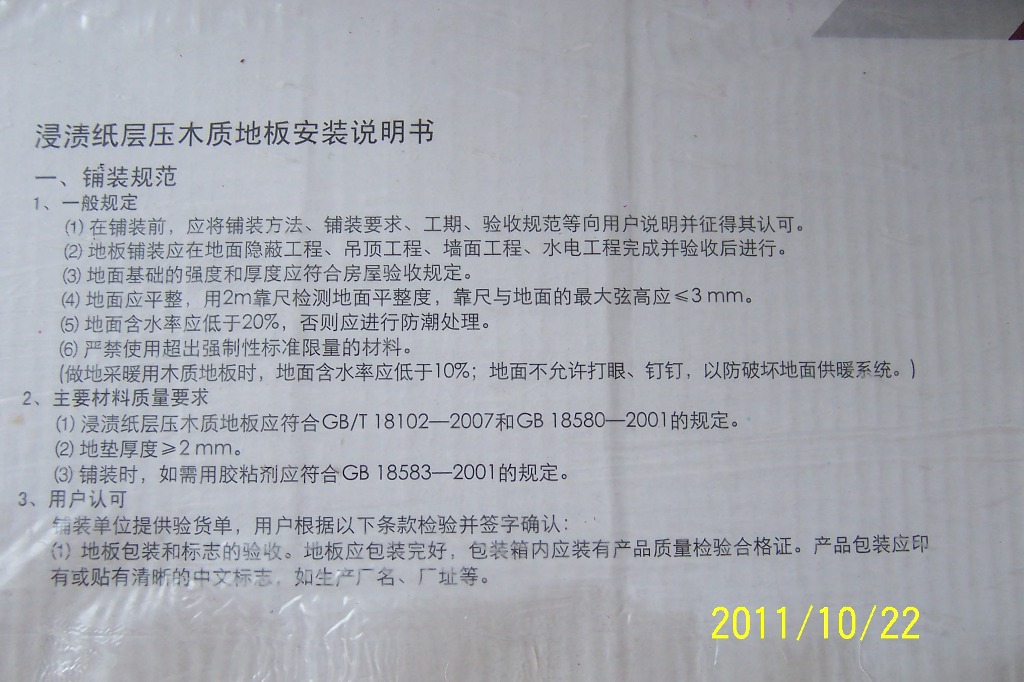 浸渍纸层压木质地板安装说明书
一、铺装规范
1、一般规定
⑴ 在铺装前，应将铺装方法、铺装要求、工期、验收规范等向用户说明并征得其认可。
⑵ 地板铺装应在地面隐蔽工程、吊顶工程、墙面工程、水电工程完成并验收后进行。
⑶ 地面基础的强度和厚度应符合房屋验收规定。
⑷ 地面应平整，用2m靠尺检测地面平整度，靠尺与地面的最大弦高应≤3 mm。
⑸ 地面含水率应低于20%，否则应进行防潮处理。
⑹ 严禁使用超出强制性标准限量的材料。
(做地采暖用木质地板时，地面含水率应低于10%；地面不允许打眼、钉钉，以防破坏地面供暖系统。)
2、主要材料质量要求
⑴ 浸渍纸层压木质地板应符合GB/T 18102—2007和GB 18580—2001的规定。
⑵ 地垫厚度≥2 mm。
⑶ 铺装时，如需用胶粘剂应符合GB 18583—2001的规定。
3、用户认可
铺装单位提供验货单，用户根据以下条款检验并签字确认：
⑴ 地板包装和标志的验收。地板应包装完好，包装箱内应装有产品质量检验合格证。产品包装应印
有或贴有清晰的中文标志，如生产厂名、厂址等。
2011/10/22